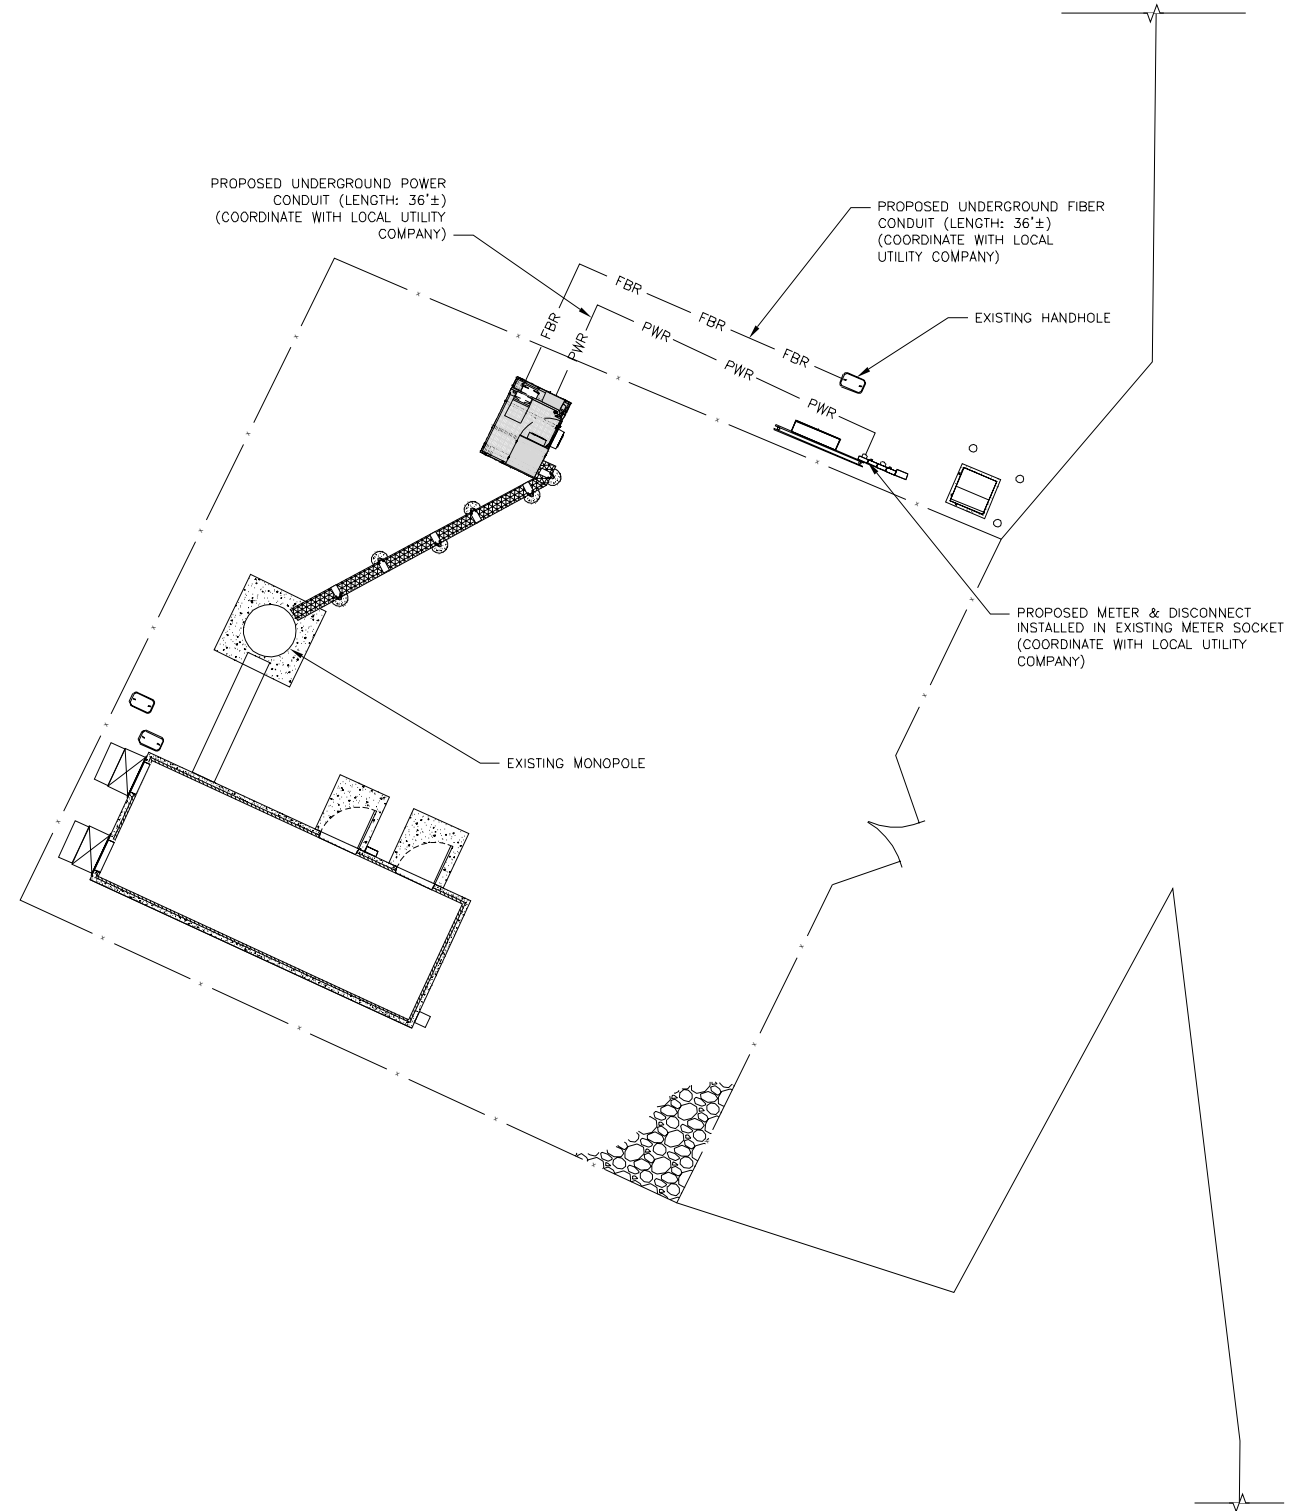 PROPOSED UNDERGROUND POWER
CONDUIT (LENGTH: 36'±)
(COORDINATE WITH LOCAL UTILITY
COMPANY)
PROPOSED UNDERGROUND FIBER
CONDUIT (LENGTH: 36'±)
(COORDINATE WITH LOCAL
UTILITY COMPANY)
FBR
FBR
FBR
FBR
PWR
PWR
PWR
PWR
EXISTING HANDHOLE
PROPOSED METER & DISCONNECT
INSTALLED IN EXISTING METER SOCKET
(COORDINATE WITH LOCAL UTILITY
COMPANY)
EXISTING MONOPOLE